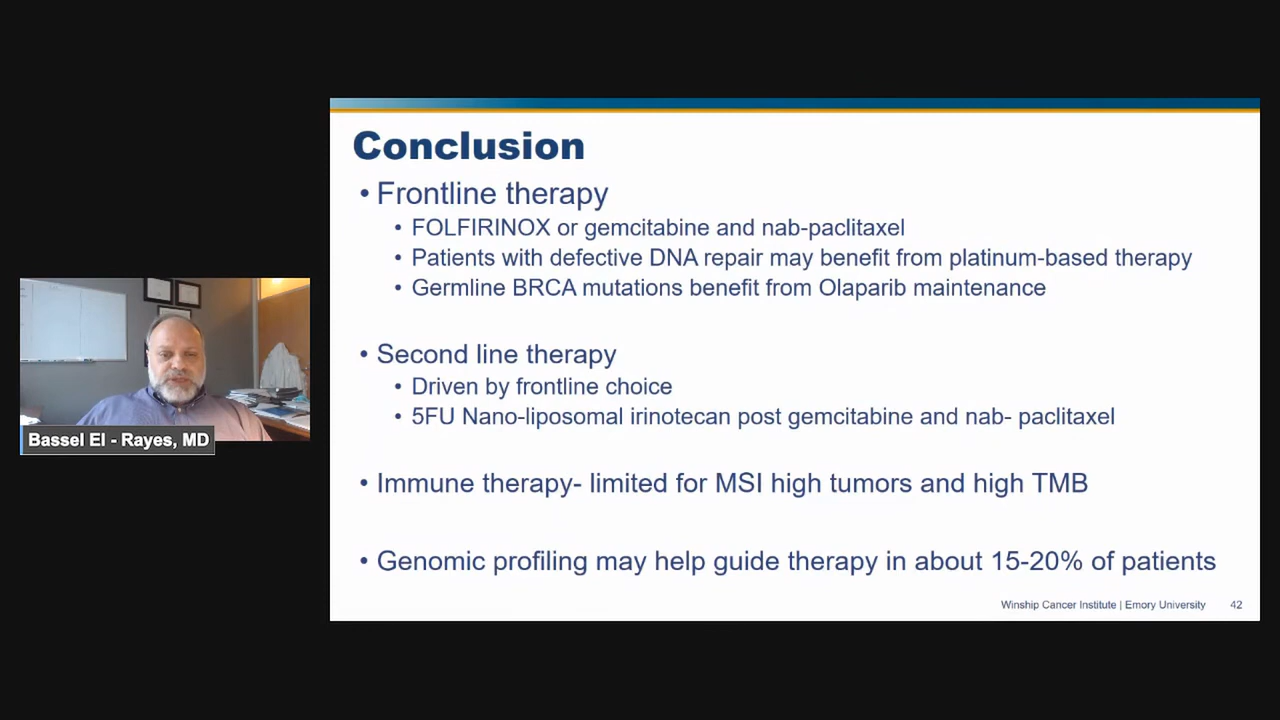 Conclusion
• Frontline therapy
• FOLFIRINOX or gemcitabine and nab-paclitaxel
• Patients with defective DNA repair may benefit from platinum-based therapy
• Germline BRCA mutations benefit from Olaparib maintenance
• Second line therapy
• Driven by frontline choice
• 5FU Nano-liposomal irinotecan post gemcitabine and nab- paclitaxel
• Immune therapy- limited for MSI high tumors and high TMB
• Genomic profiling may help guide therapy in about 15-20% of patients
Winship Cancer Institute | Emory University 42
Bassel El - Rayes, MD